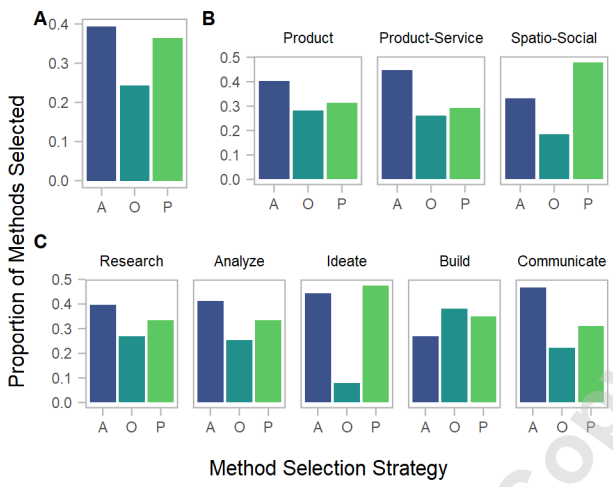 A
0.4
0.3
0.2
0.1
0.0
A O P
B
Product Product-Service Spatio-Social
0.5
0.4
0.3
0.2
0.1
0.0
A O P A O P A O P
C
Research Analyze Ideate Build Communicate
0.5
0.4
0.3
0.2
0.1
0.0
A O P A O P A O P A O P A O P
Proportion of Methods Selected
Method Selection Strategy
Cop